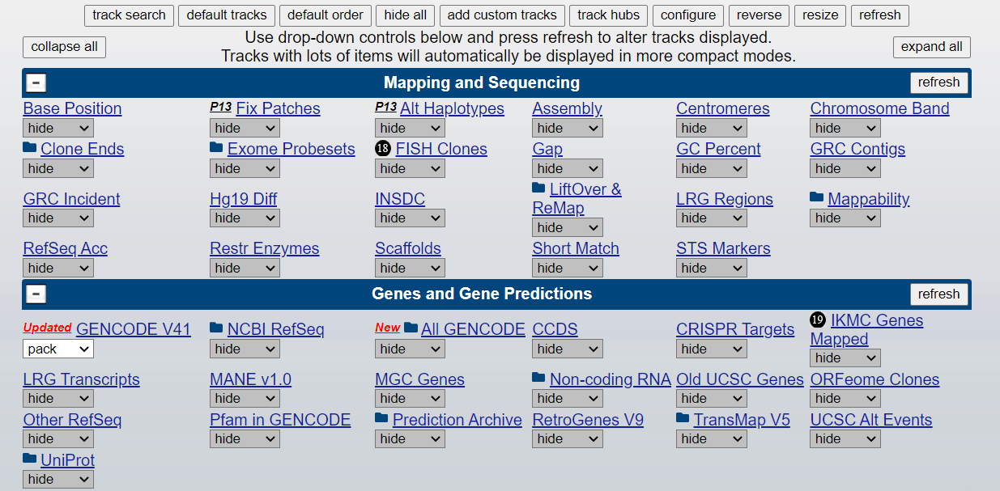 track search default tracks default order hide all add custom tracks track hubs configure reverse resize refresh
collapse all Use drop-down controls below and press refresh to alter tracks displayed. expand all
Tracks with lots of items will automatically be displayed in more compact modes.
- Mapping and Sequencing refresh
Base Position P13 Fix Patches P13 Alt Haplotypes Assembly Centromeres Chromosome Band
hide hide hide hide hide hide
Clone Ends Exome Probesets 18 FISH Clones Gap GC Percent GRC Contigs
hide hide hide hide hide hide
GRC Incident Hg19 Diff INSDC LiftOver & LRG Regions Mappability
ReMap
hide hide hide hide hide hide
RefSeq Acc Restr Enzymes Scaffolds Short Match STS Markers
hide hide hide hide hide
- Genes and Gene Predictions refresh
Updated GENCODE V41 NCBI RefSeq New All GENCODE CCDS CRISPR Targets 19 IKMC Genes
Mapped
pack hide hide hide hide hide
LRG Transcripts MANE v1.0 MGC Genes Non-coding RNA Old UCSC Genes ORFeome Clones
hide hide hide hide hide hide
Other RefSeq Pfam in GENCODE Prediction Archive RetroGenes V9 TransMap V5 UCSC Alt Events
hide hide hide hide hide hide
UniProt
hide